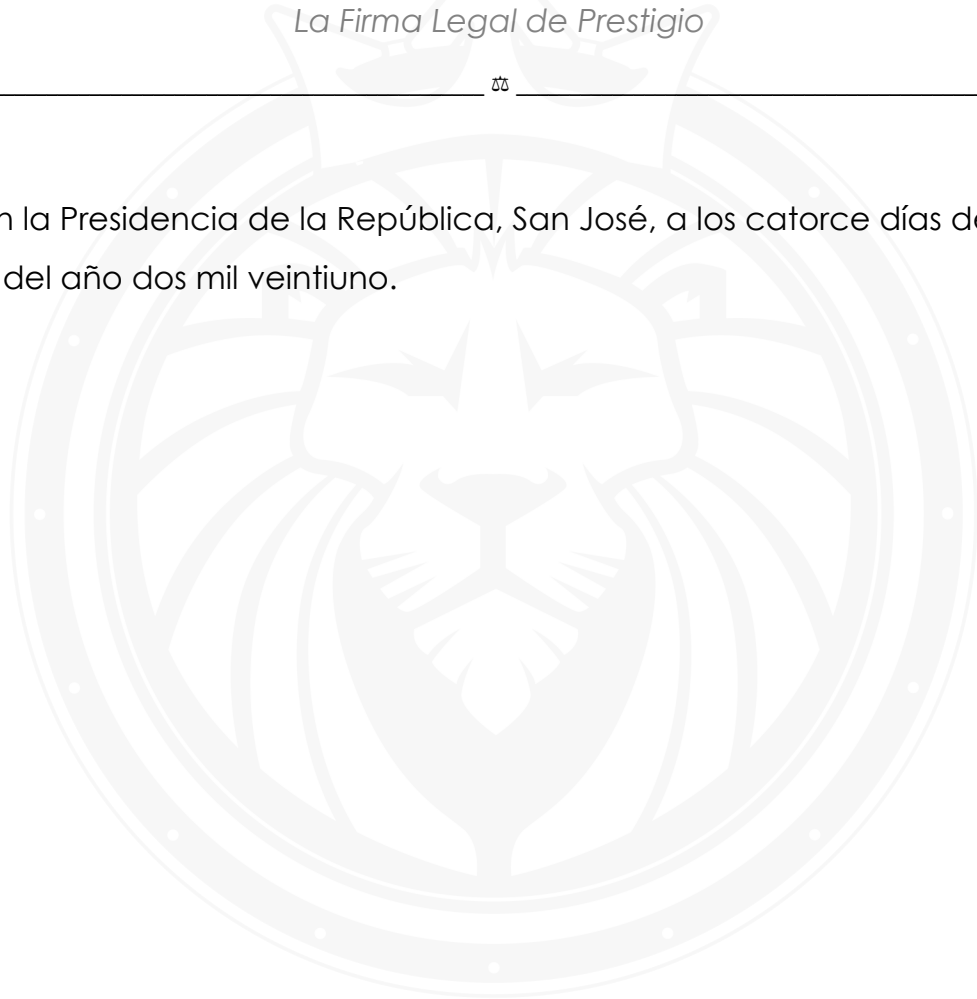 La Firma Legal de Prestigio
n la Presidencia de la República, San José, a los catorce días de
del año dos mil veintiuno.